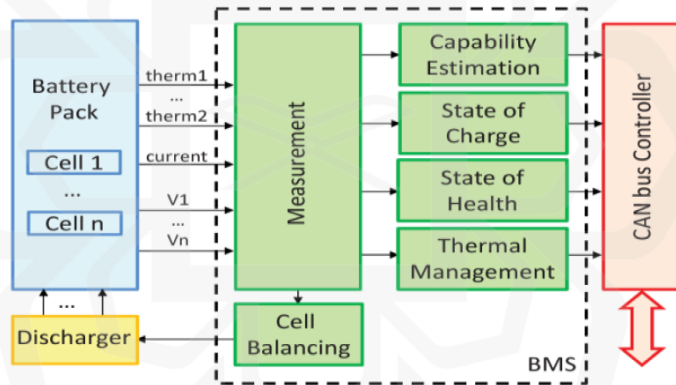 Battery
Pack
Cell 1
...
Cell n
therm1
...
therm2
current
V1
...
Vn
Measurement
Capability
Estimation
State of
Charge
State of
Health
Thermal
Management
CAN bus Controller
...
Discharger
Cell
Balancing
BMS